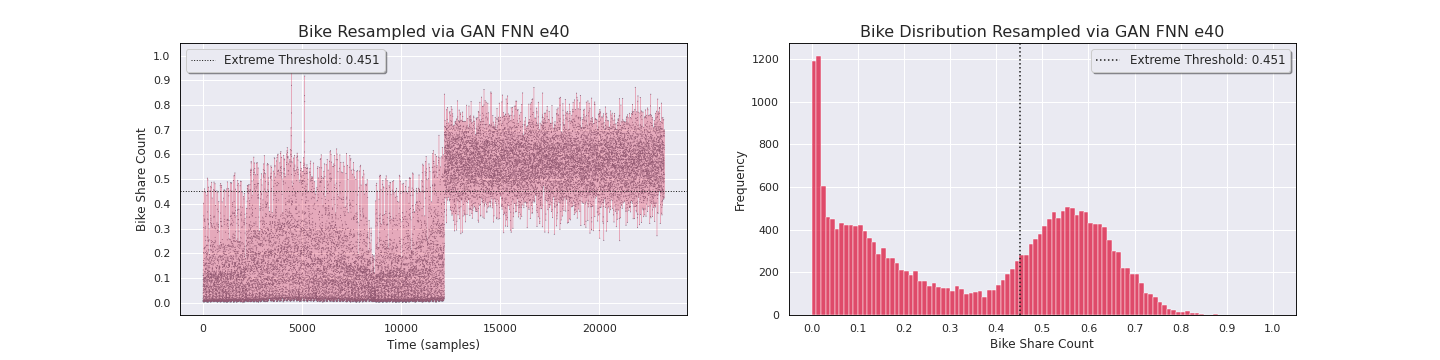 Bike Resampled via GAN FNN e40
Extreme Threshold: 0.451
1.0
0.9
0.8
0.7
0.6
0.5
0.4
0.3
0.2
0.1
0.0
Bike Share Count
0 5000 10000 15000 20000
Time (samples)
Bike Disribution Resampled via GAN FNN e40
Extreme Threshold: 0.451
1200
1000
800
600
400
200
0
Frequency
0.0 0.1 0.2 0.3 0.4 0.5 0.6 0.7 0.8 0.9 1.0
Bike Share Count